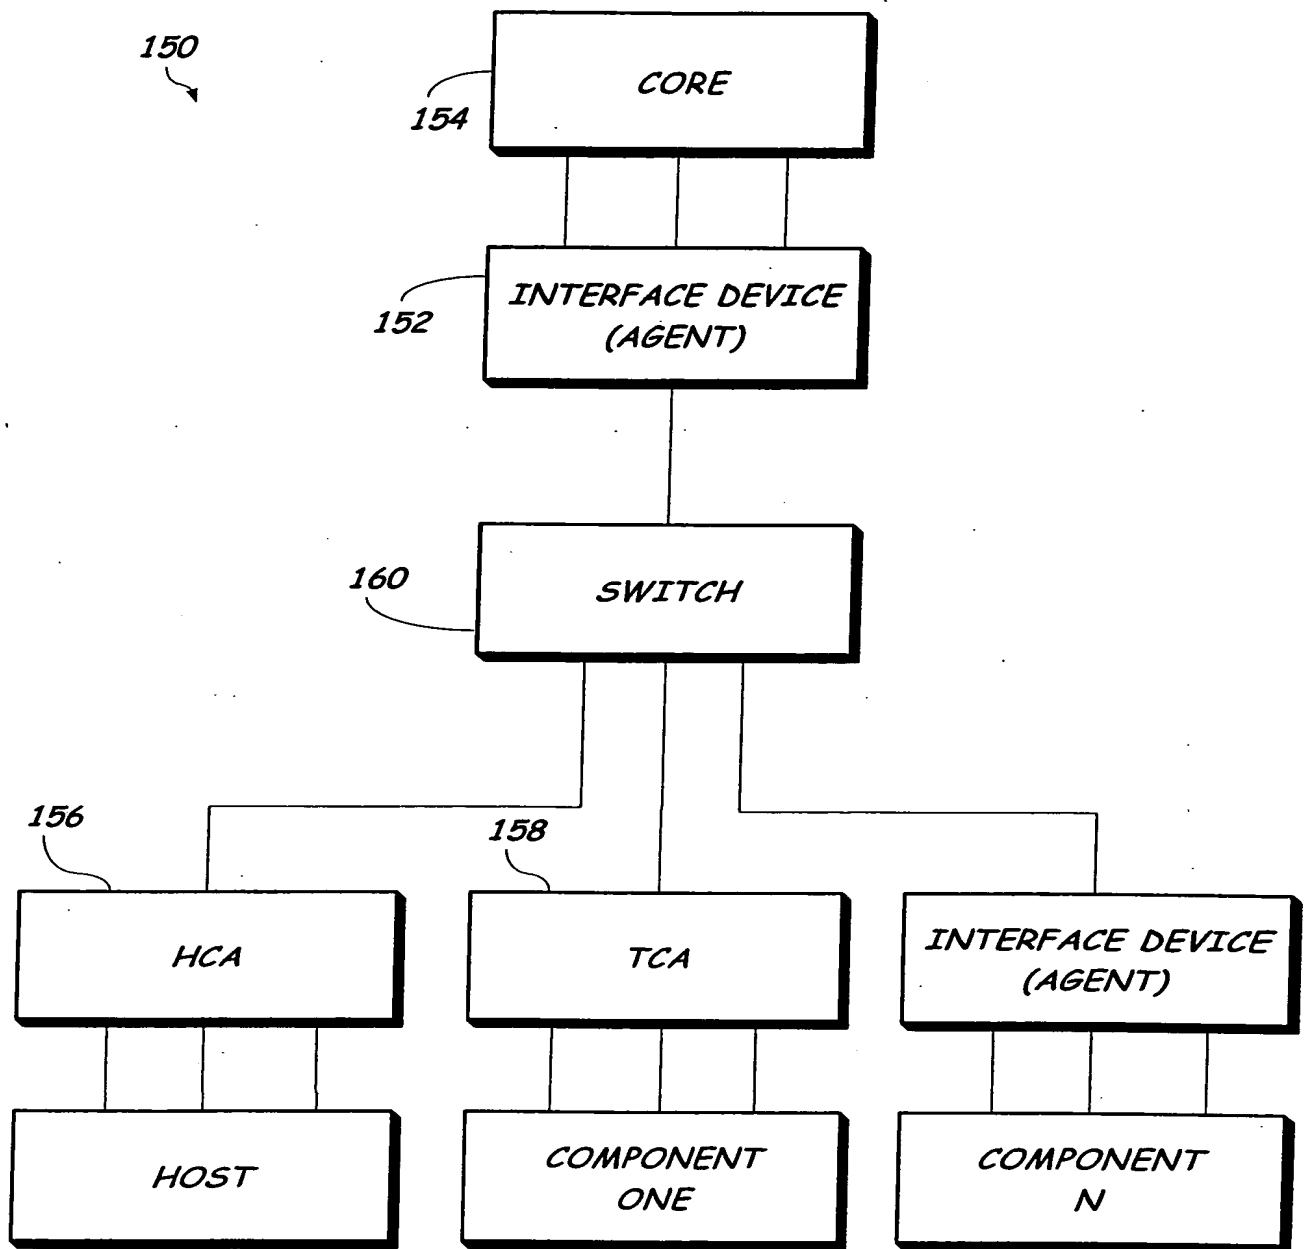 150
CORE
154
INTERFACE DEVICE
(AGENT)
152
SWITCH
160
156
158
HCA
TCA
INTERFACE DEVICE
(AGENT)
HOST
COMPONENT
ONE
COMPONENT
N